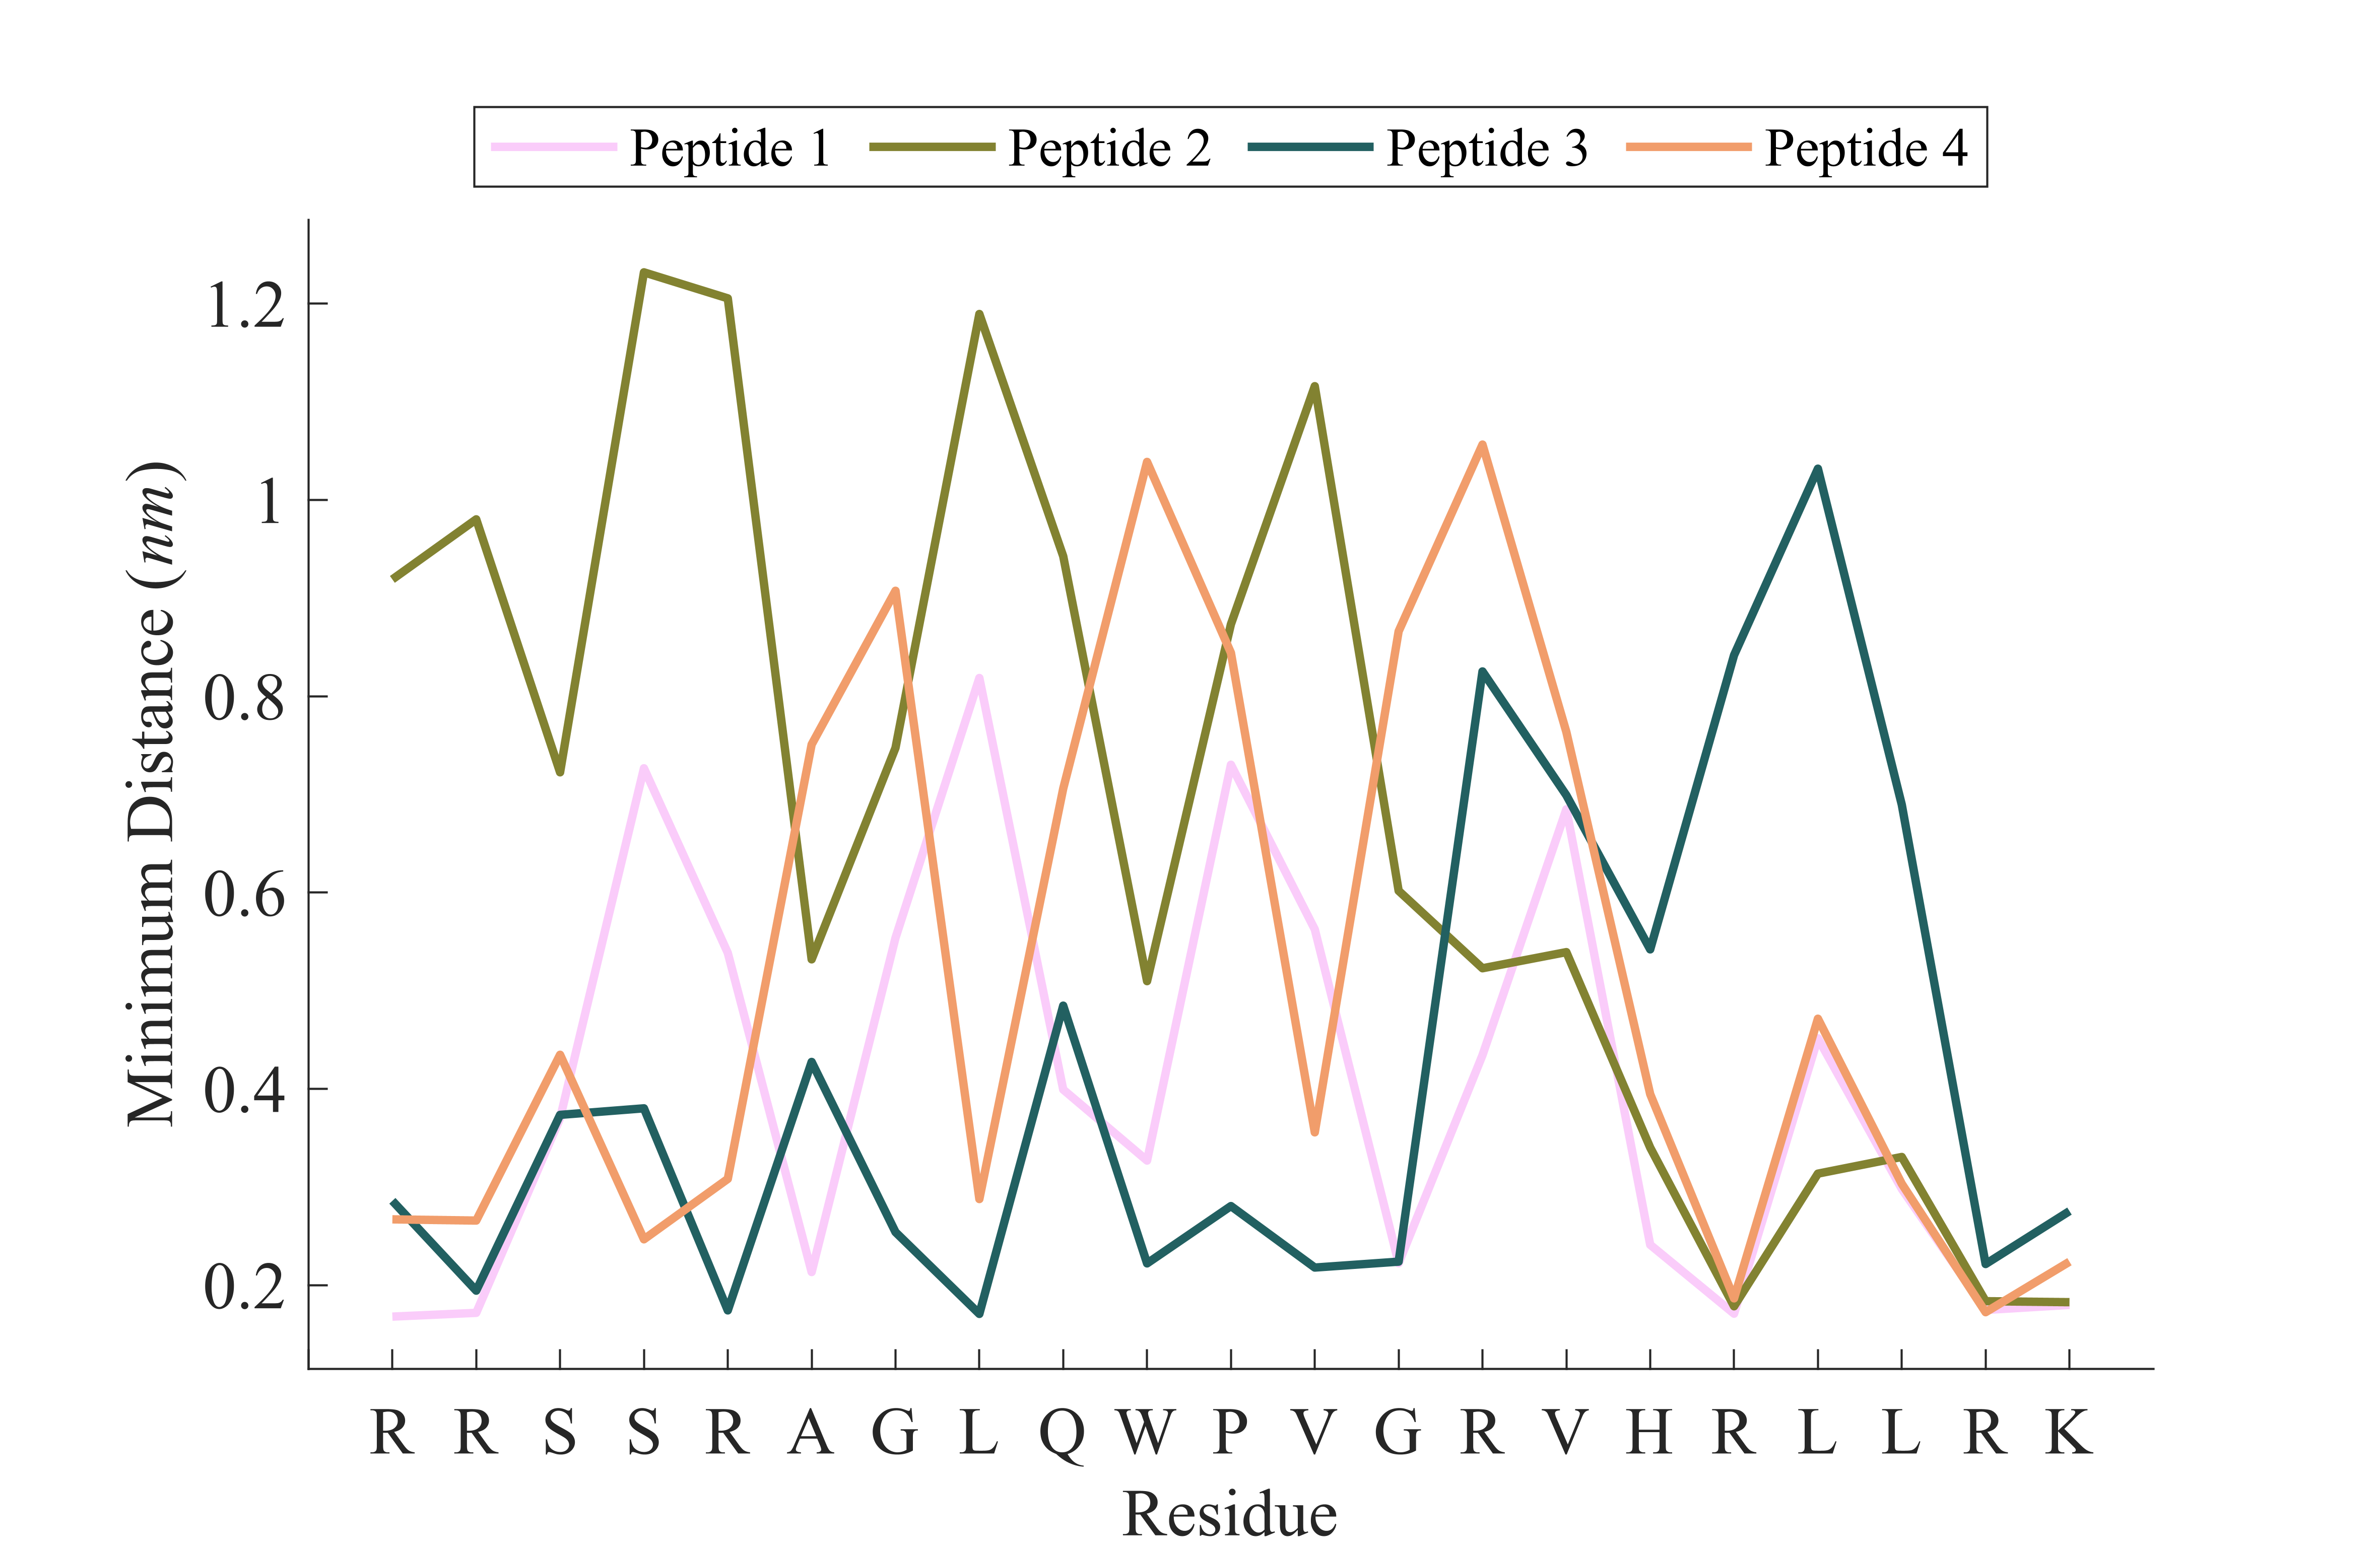 Peptide 1 Peptide 2 Peptide 3 Peptide 4
Minimum Distance (nm)
1.2
1
0.8
0.6
0.4
0.2
R R S S R A G L Q W P V G R V H R L L R K
Residue